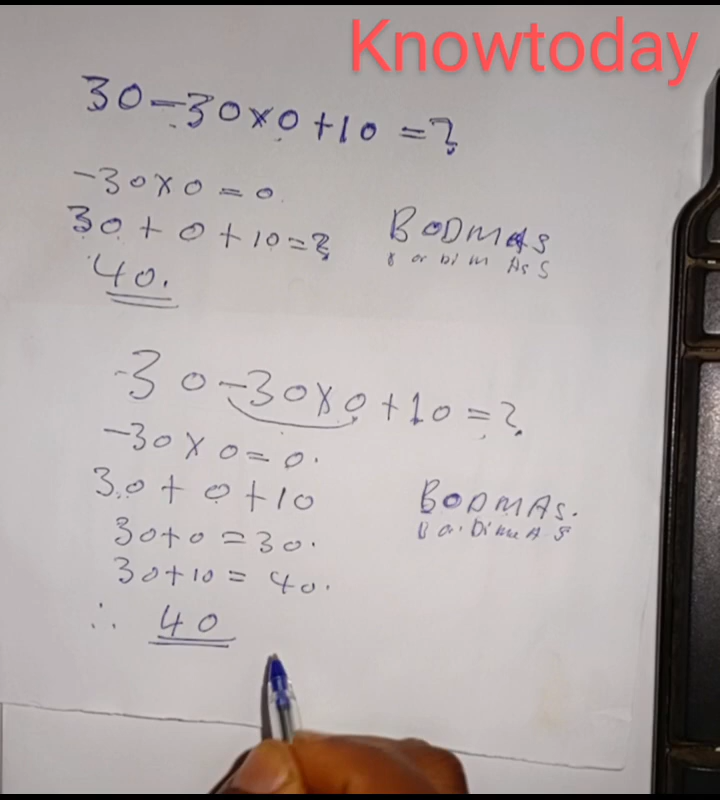 Knowtoday
30-30×0+10 =?
-30×0 = 0.
30 + 0 + 10=?
40.
BODMAS
30-30×0+10=?
-30×0=0.
30+0+10
30+0=30.
30+10= 40.
∴ 40
BODMAS.